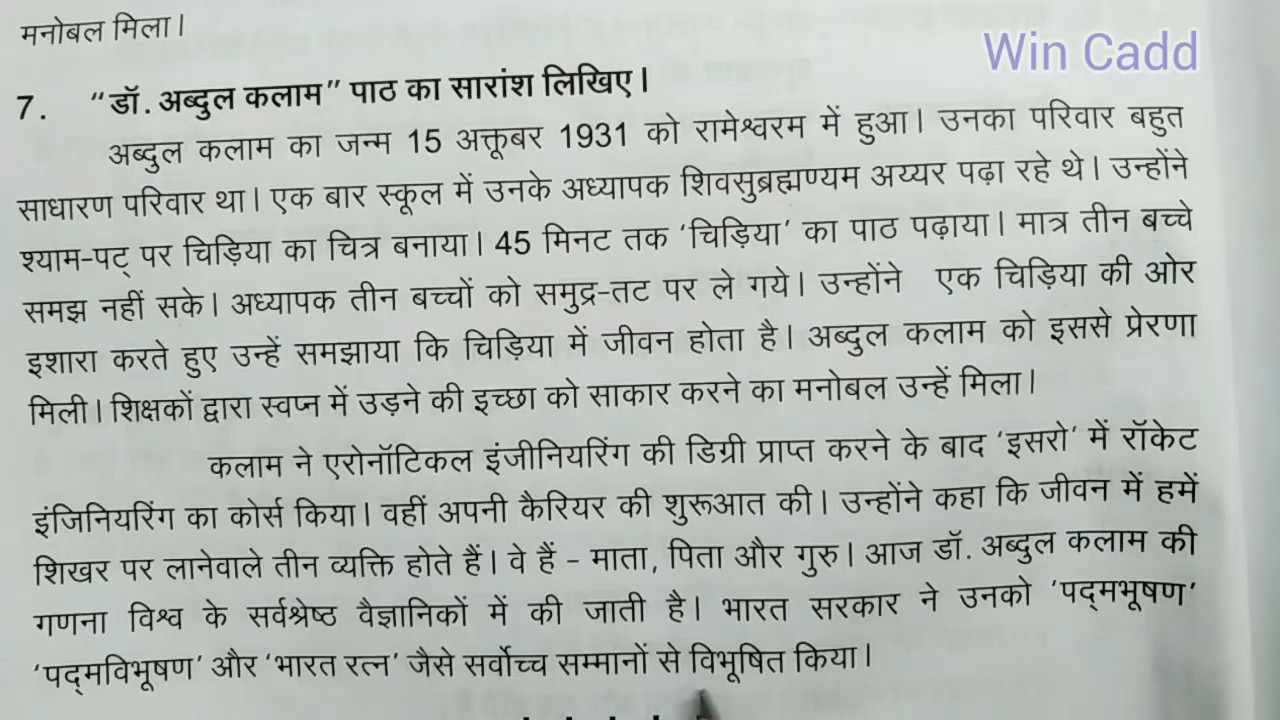 मनोबल मिला।
Win Cadd
7. “डॉ. अब्दुल कलाम” पाठ का सारांश लिखिए।
अब्दुल कलाम का जन्म 15 अक्तूबर 1931 को रामेश्वरम में हुआ। उनका परिवार बहुत
साधारण परिवार था। एक बार स्कूल में उनके अध्यापक शिवसुब्रह्मण्यम अय्यर पढ़ा रहे थे। उन्होंने
श्याम-पट् पर चिड़िया का चित्र बनाया। 45 मिनट तक ‘चिड़िया’ का पाठ पढ़ाया। मात्र तीन बच्चे
समझ नहीं सके। अध्यापक तीन बच्चों को समुद्र-तट पर ले गये। उन्होंने एक चिड़िया की ओर
इशारा करते हुए उन्हें समझाया कि चिड़िया में जीवन होता है। अब्दुल कलाम को इससे प्रेरणा
मिली। शिक्षकों द्वारा स्वप्न में उड़ने की इच्छा को साकार करने का मनोबल उन्हें मिला।
कलाम ने एरोनॉटिकल इंजीनियरिंग की डिग्री प्राप्त करने के बाद ‘इसरो’ में रॉकेट
इंजिनियरिंग का कोर्स किया। वहीं अपनी कैरियर की शुरूआत की। उन्होंने कहा कि जीवन में हमें
शिखर पर लानेवाले तीन व्यक्ति होते हैं। वे हैं - माता, पिता और गुरु। आज डॉ. अब्दुल कलाम की
गणना विश्व के सर्वश्रेष्ठ वैज्ञानिकों में की जाती है। भारत सरकार ने उनको ‘पद्‌मभूषण’
‘पद्‌मविभूषण’ और ‘भारत रत्न’ जैसे सर्वोच्च सम्मानों से विभूषित किया।